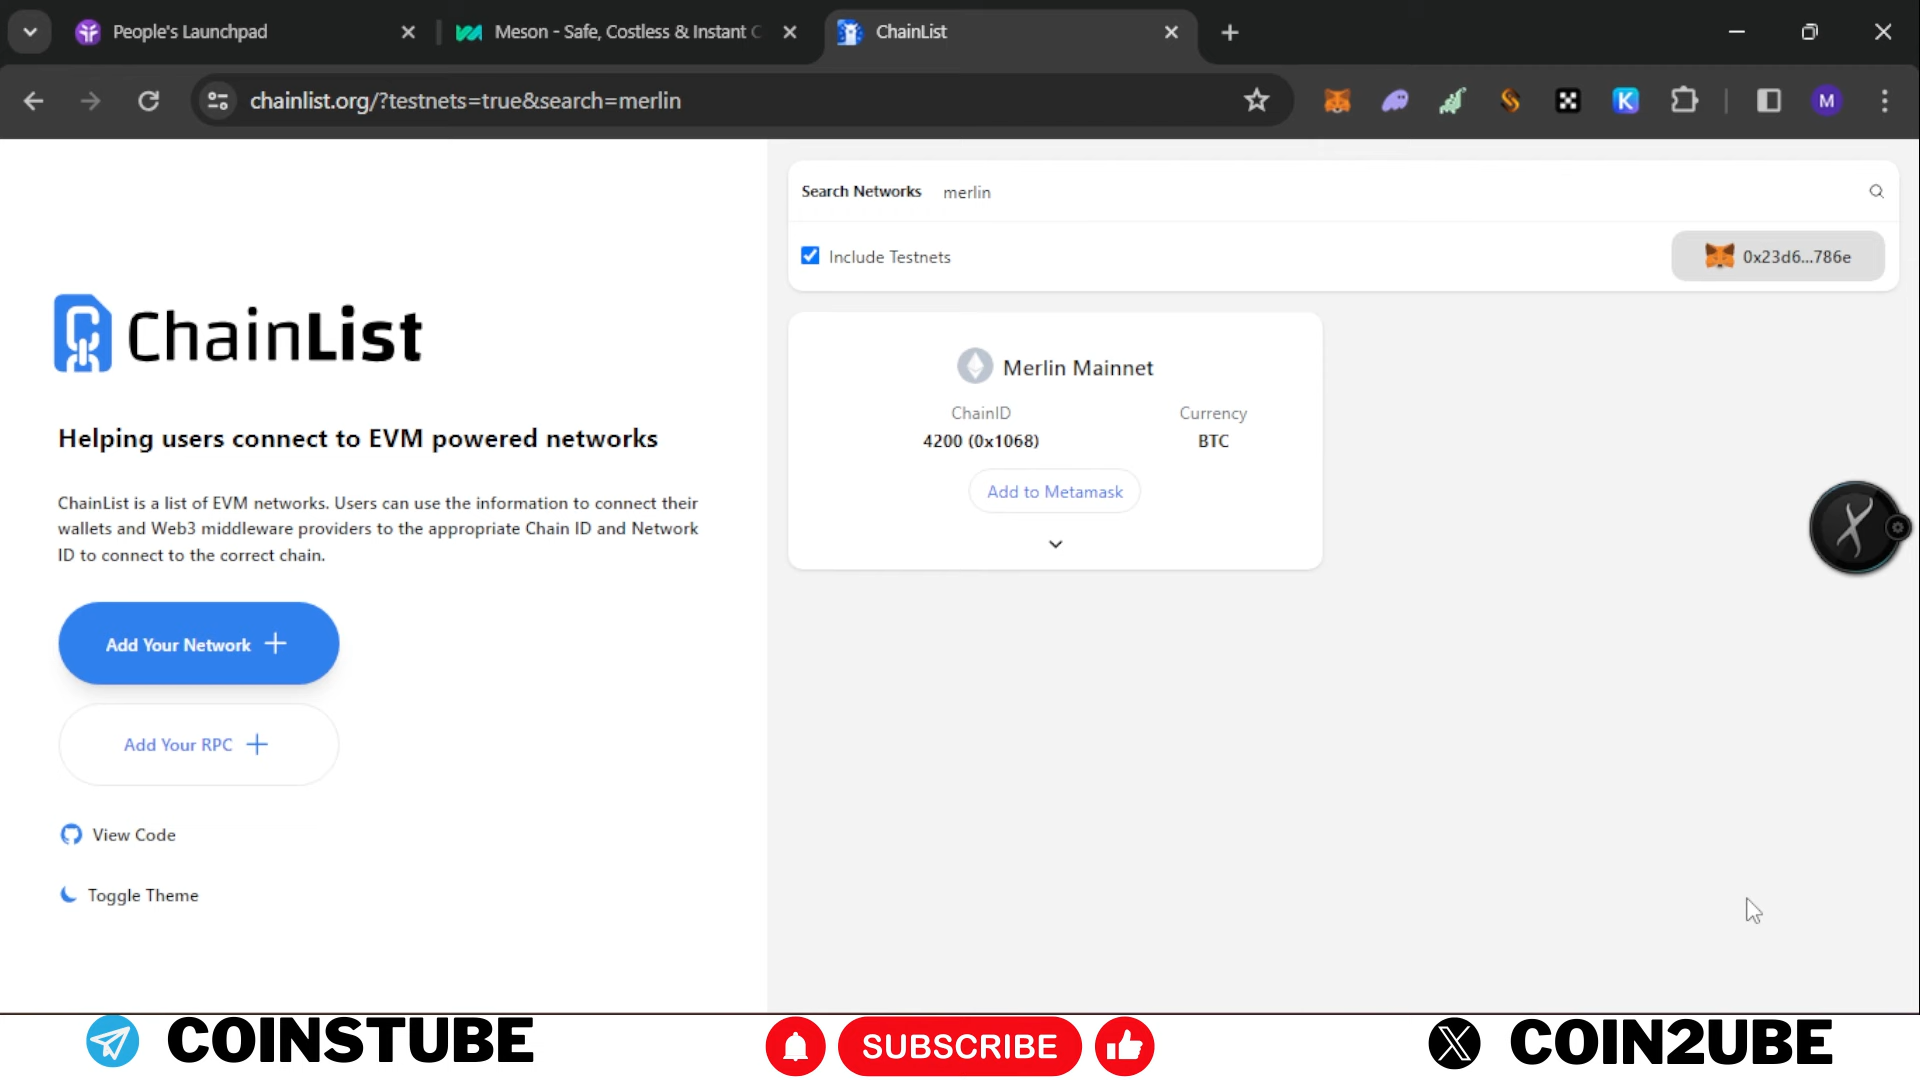 People's Launchpad
Meson - Safe, Costless & Instant C
ChainList
chainlist.org/?testnets=true&search=merlin
K
M
Search Networks merlin
Include Testnets
0x23d6...786e
ChainList
Merlin Mainnet
ChainID Currency
4200 (0x1068) BTC
Add to Metamask
Helping users connect to EVM powered networks
ChainList is a list of EVM networks. Users can use the information to connect their
wallets and Web3 middleware providers to the appropriate Chain ID and Network
ID to connect to the correct chain.
Add Your Network
Add Your RPC
View Code
Toggle Theme
COINSTUBE
SUBSCRIBE
COIN2UBE